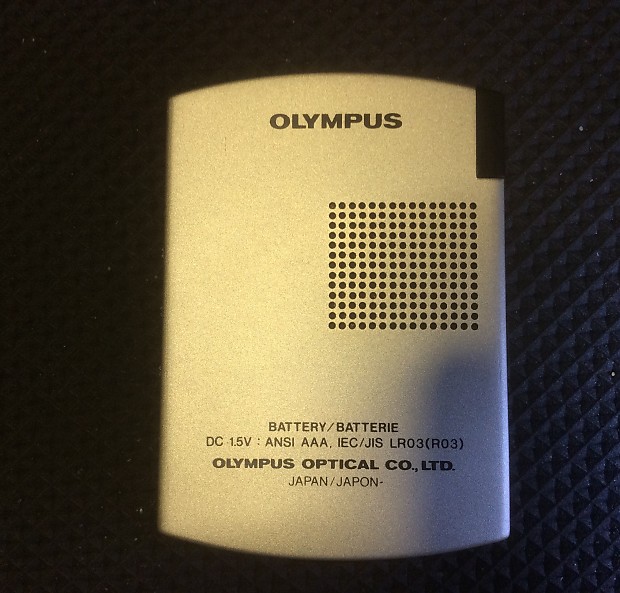 OLYMPUS
BATTERY/BATTERIE
DC 1.5V : ANSI AAA, IEC/JIS LR03(R03)
OLYMPUS OPTICAL CO., LTD.
JAPAN/JAPON-